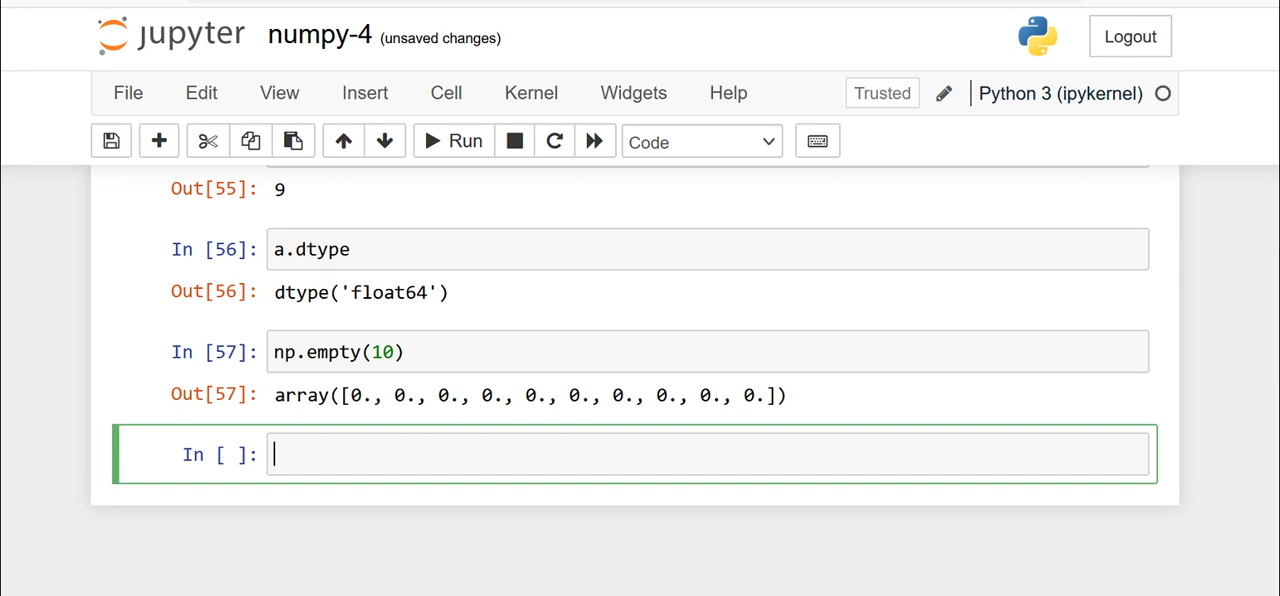 jupyter numpy-4 (unsaved changes) Logout
File Edit View Insert Cell Kernel Widgets Help Trusted Python 3 (ipykernel)
Run Code
Out[55]: 9
In [56]: a.dtype
Out[56]: dtype('float64')
In [57]: np.empty(10)
Out[57]: array([0., 0., 0., 0., 0., 0., 0., 0., 0., 0.])
In [ ]: